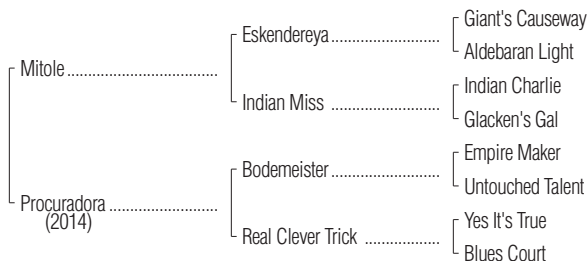 Giant's Causeway
Eskendereya
Aldebaran Light
Mitole
Indian Charlie
Indian Miss
Glacken's Gal
Empire Maker
Bodemeister
Untouched Talent
Procuradora
(2014)
Yes It's True
Real Clever Trick
Blues Court